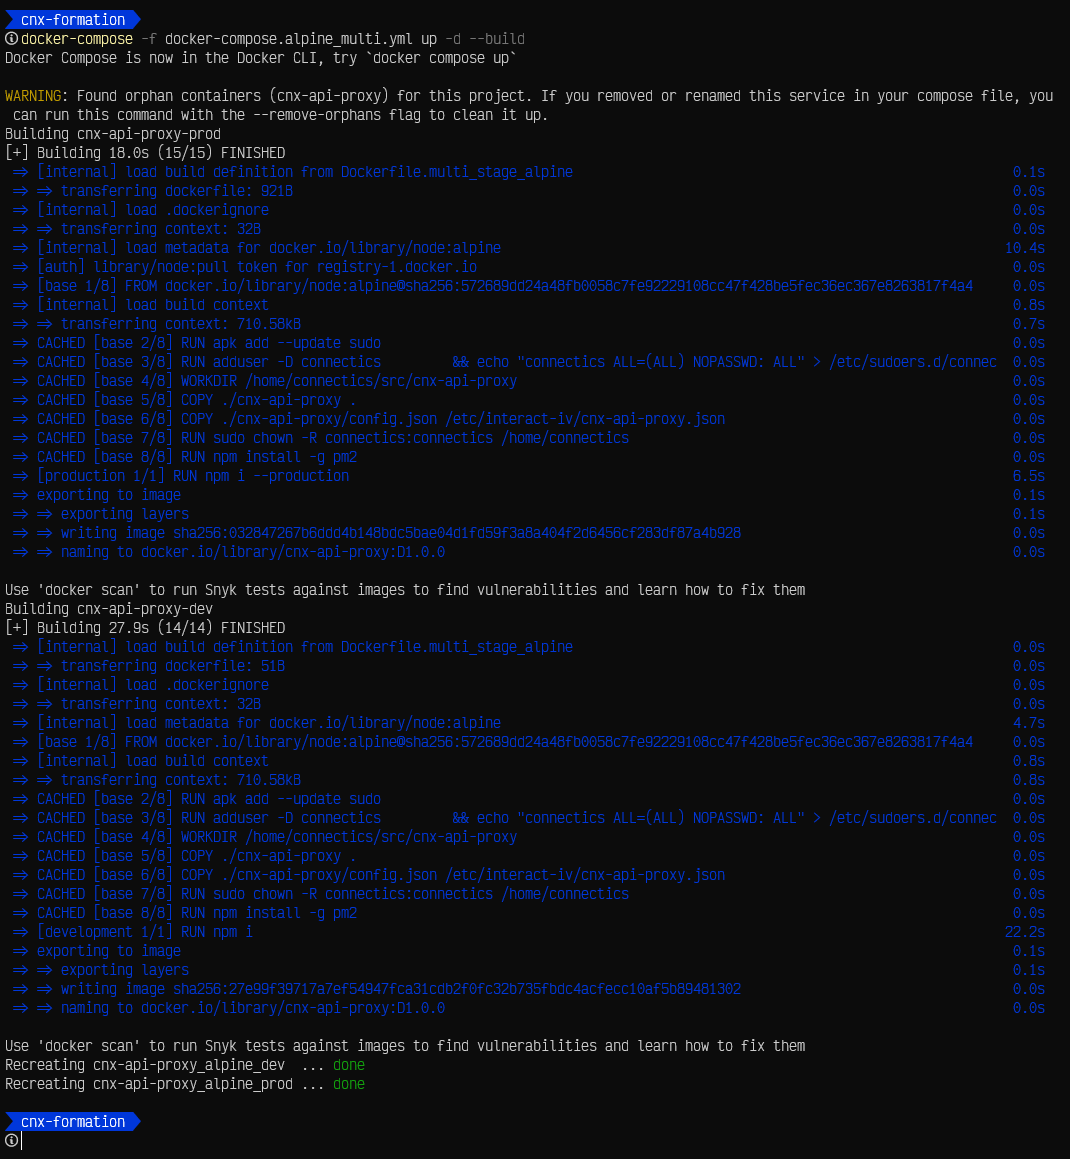 cnx-formation
docker-compose -f docker-compose.alpine_multi.yml up -d --build
Docker Compose is now in the Docker CLI, try `docker compose up`
WARNING: Found orphan containers (cnx-api-proxy) for this project. If you removed or renamed this service in your compose file, you
can run this command with the --remove-orphans flag to clean it up.
Building cnx-api-proxy-prod
[+] Building 18.0s (15/15) FINISHED
=> [internal] load build definition from Dockerfile.multi_stage_alpine 0.1s
=> => transferring dockerfile: 921B 0.0s
=> [internal] load .dockerignore 0.0s
=> => transferring context: 32B 0.0s
=> [internal] load metadata for docker.io/library/node:alpine 10.4s
=> [auth] library/node:pull token for registry-1.docker.io 0.0s
=> [base 1/8] FROM docker.io/library/node:alpine@sha256:572689dd24a48fb0058c7fe92229108cc47f428be5fec36ec367e8263817f4a4 0.0s
=> [internal] load build context 0.8s
=> => transferring context: 710.58kB 0.7s
=> CACHED [base 2/8] RUN apk add --update sudo 0.0s
=> CACHED [base 3/8] RUN adduser -D connectics && echo "connectics ALL=(ALL) NOPASSWD: ALL" > /etc/sudoers.d/connec 0.0s
=> CACHED [base 4/8] WORKDIR /home/connectics/src/cnx-api-proxy 0.0s
=> CACHED [base 5/8] COPY ./cnx-api-proxy . 0.0s
=> CACHED [base 6/8] COPY ./cnx-api-proxy/config.json /etc/interact-iv/cnx-api-proxy.json 0.0s
=> CACHED [base 7/8] RUN sudo chown -R connectics:connectics /home/connectics 0.0s
=> CACHED [base 8/8] RUN npm install -g pm2 0.0s
=> [production 1/1] RUN npm i --production 6.5s
=> exporting to image 0.1s
=> => exporting layers 0.1s
=> => writing image sha256:032847267b6ddd4b148bdc5bae04d1fd59f3a8a404f2d6456cf283df87a4b928 0.0s
=> => naming to docker.io/library/cnx-api-proxy:D1.0.0 0.0s
Use 'docker scan' to run Snyk tests against images to find vulnerabilities and learn how to fix them
Building cnx-api-proxy-dev
[+] Building 27.9s (14/14) FINISHED
=> [internal] load build definition from Dockerfile.multi_stage_alpine 0.0s
=> => transferring dockerfile: 51B 0.0s
=> [internal] load .dockerignore 0.0s
=> => transferring context: 32B 0.0s
=> [internal] load metadata for docker.io/library/node:alpine 4.7s
=> [base 1/8] FROM docker.io/library/node:alpine@sha256:572689dd24a48fb0058c7fe92229108cc47f428be5fec36ec367e8263817f4a4 0.0s
=> [internal] load build context 0.8s
=> => transferring context: 710.58kB 0.8s
=> CACHED [base 2/8] RUN apk add --update sudo 0.0s
=> CACHED [base 3/8] RUN adduser -D connectics && echo "connectics ALL=(ALL) NOPASSWD: ALL" > /etc/sudoers.d/connec 0.0s
=> CACHED [base 4/8] WORKDIR /home/connectics/src/cnx-api-proxy 0.0s
=> CACHED [base 5/8] COPY ./cnx-api-proxy . 0.0s
=> CACHED [base 6/8] COPY ./cnx-api-proxy/config.json /etc/interact-iv/cnx-api-proxy.json 0.0s
=> CACHED [base 7/8] RUN sudo chown -R connectics:connectics /home/connectics 0.0s
=> CACHED [base 8/8] RUN npm install -g pm2 0.0s
=> [development 1/1] RUN npm i 22.2s
=> exporting to image 0.1s
=> => exporting layers 0.1s
=> => writing image sha256:27e99f39717a7ef54947fca31cdb2f0fc32b735fbdc4acfecc10af5b89481302 0.0s
=> => naming to docker.io/library/cnx-api-proxy:D1.0.0 0.0s
Use 'docker scan' to run Snyk tests against images to find vulnerabilities and learn how to fix them
Recreating cnx-api-proxy_alpine_dev ... done
Recreating cnx-api-proxy_alpine_prod ... done
cnx-formation